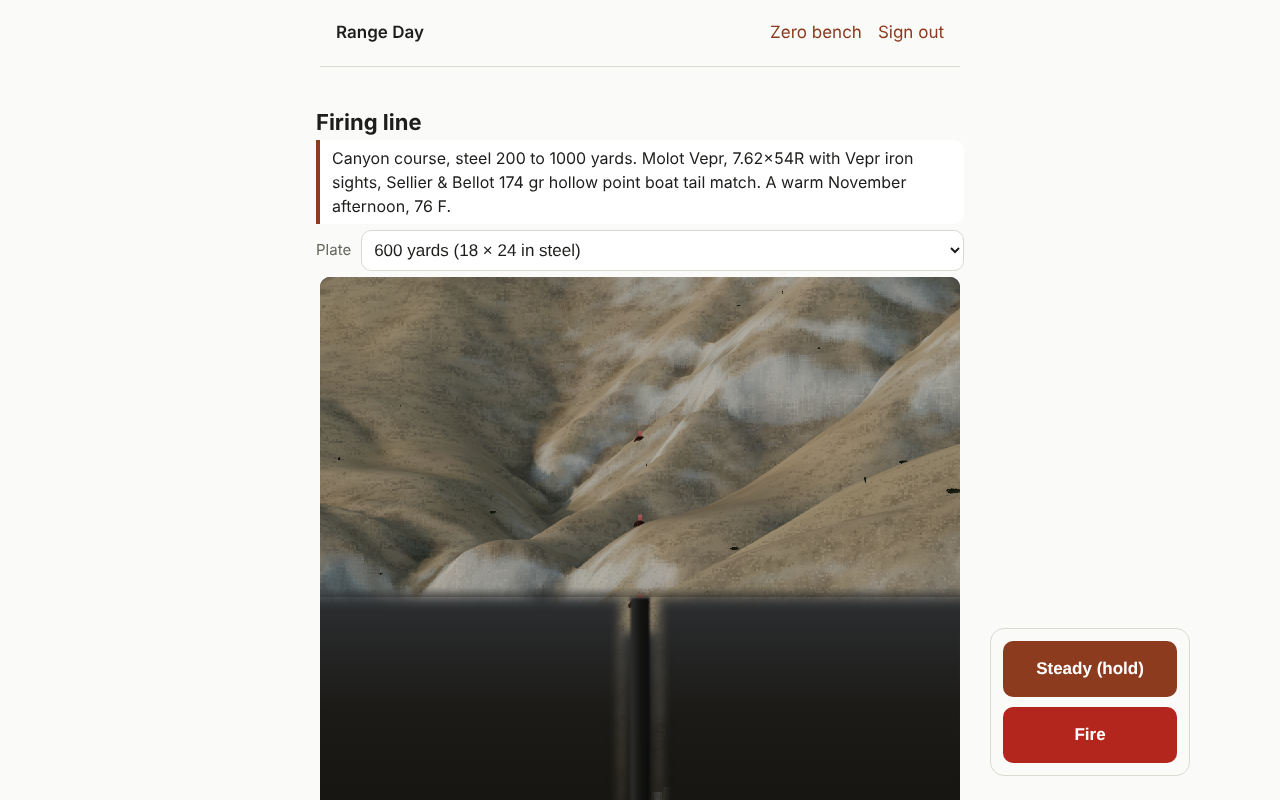 Range Day
Zero bench
Sign out
Firing line
Canyon course, steel 200 to 1000 yards. Molot Vepr, 7.62×54R with Vepr iron
sights, Sellier & Bellot 174 gr hollow point boat tail match. A warm November
afternoon, 76 F.
Plate
600 yards (18 × 24 in steel)
Steady (hold)
Fire